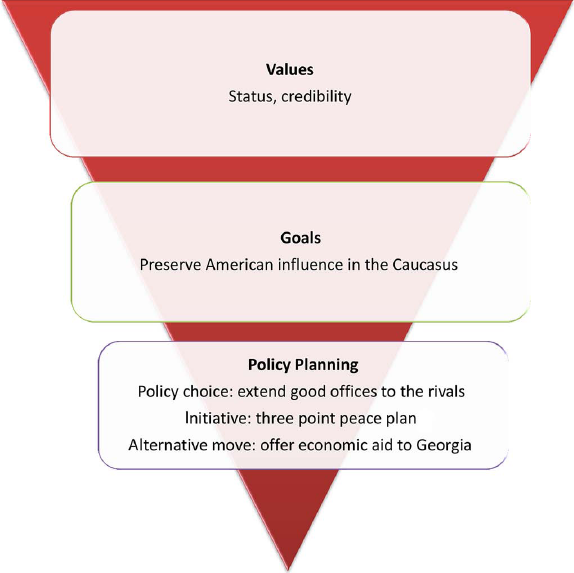 Values
Status, credibility
Goals
Preserve American influence in the Caucasus
Policy Planning
Policy choice: extend good offices to the rivals
Initiative: three point peace plan
Alternative move: offer economic aid to Georgia